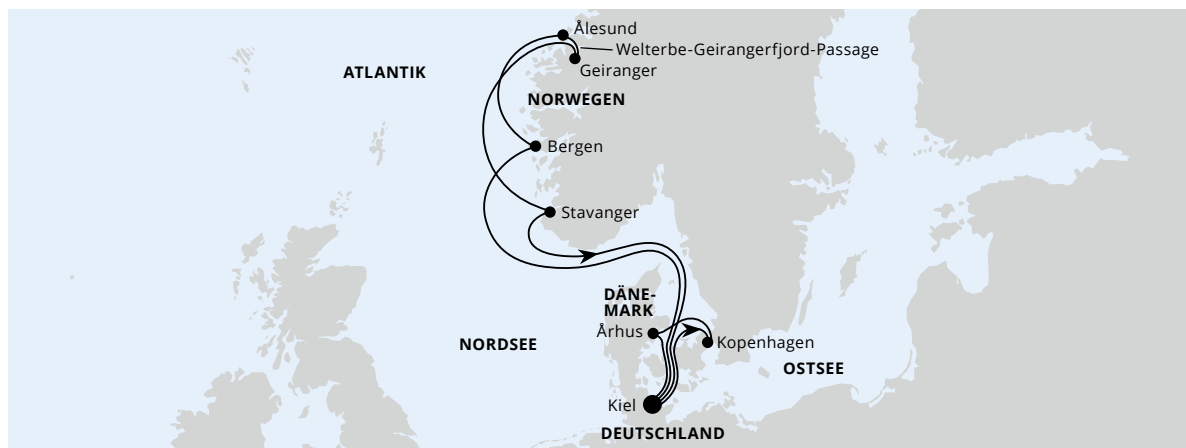 Ålesund
Welterbe-Geirangerfjord-Passage
ATLANTIK
Geiranger
NORWEGEN
Bergen
Stavanger
DÄNE-
MARK
Århus
NORDSEE
Kopenhagen
OSTSEE
Kiel
DEUTSCHLAND